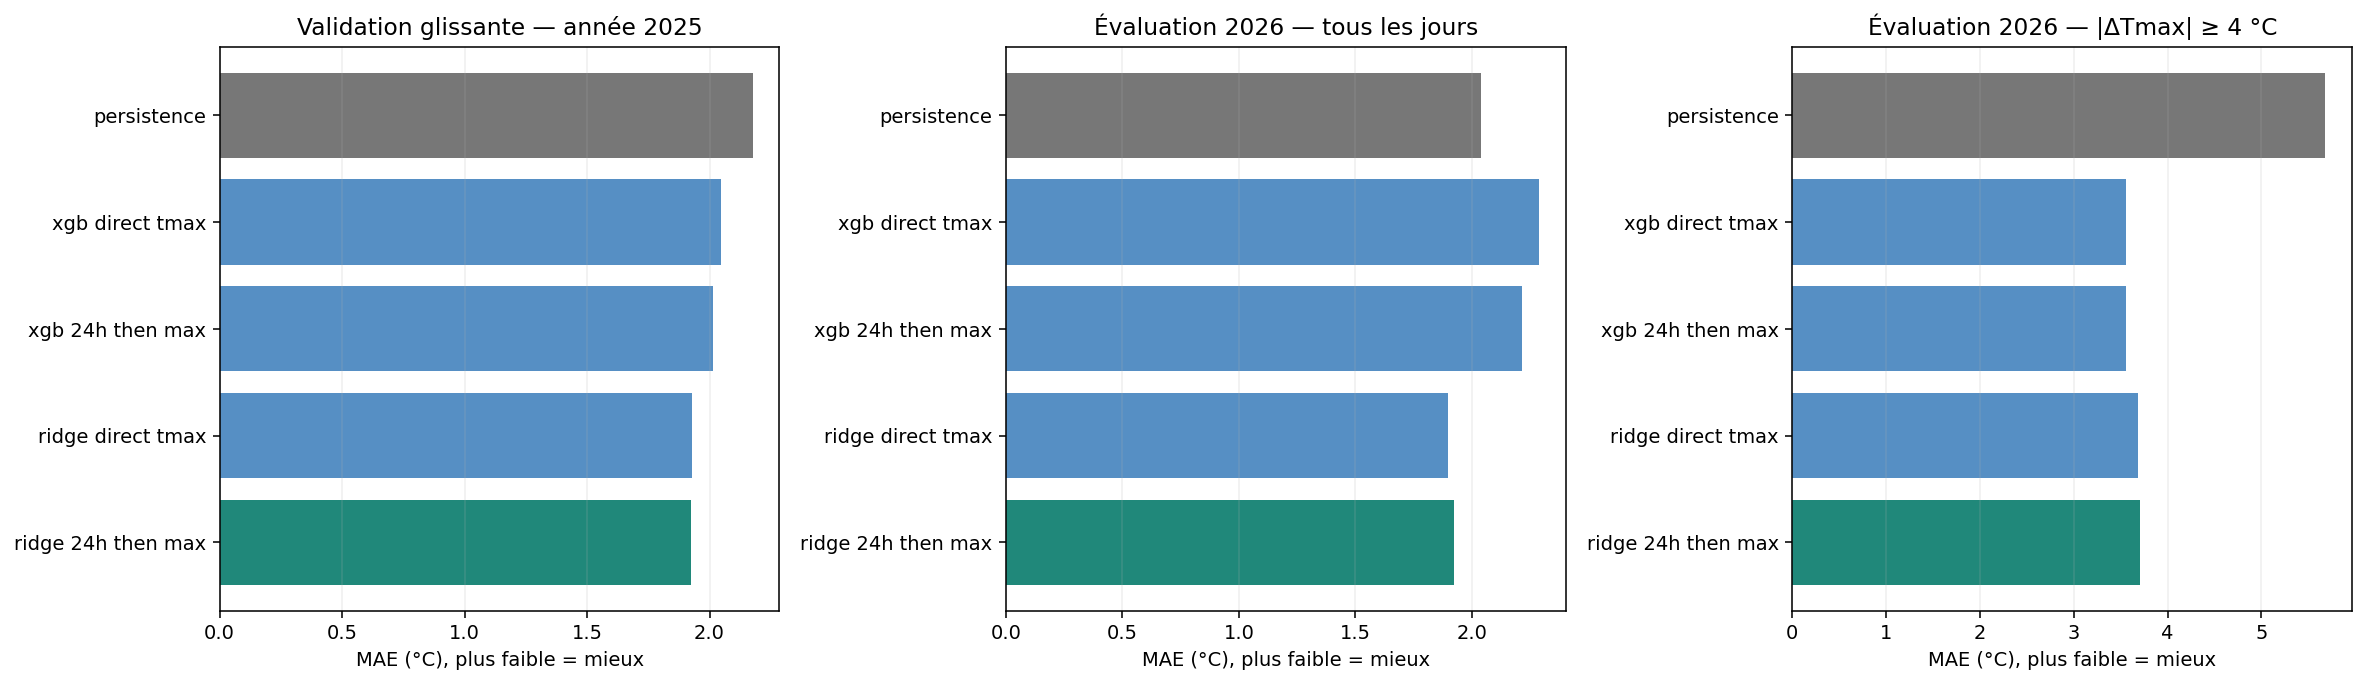 Validation glissante — année 2025
persistence
xgb direct tmax
xgb 24h then max
ridge direct tmax
ridge 24h then max
0.0 0.5 1.0 1.5 2.0
MAE (°C), plus faible = mieux
Évaluation 2026 — tous les jours
persistence
xgb direct tmax
xgb 24h then max
ridge direct tmax
ridge 24h then max
0.0 0.5 1.0 1.5 2.0
MAE (°C), plus faible = mieux
Évaluation 2026 — |ΔTmax| ≥ 4 °C
persistence
xgb direct tmax
xgb 24h then max
ridge direct tmax
ridge 24h then max
0 1 2 3 4 5
MAE (°C), plus faible = mieux